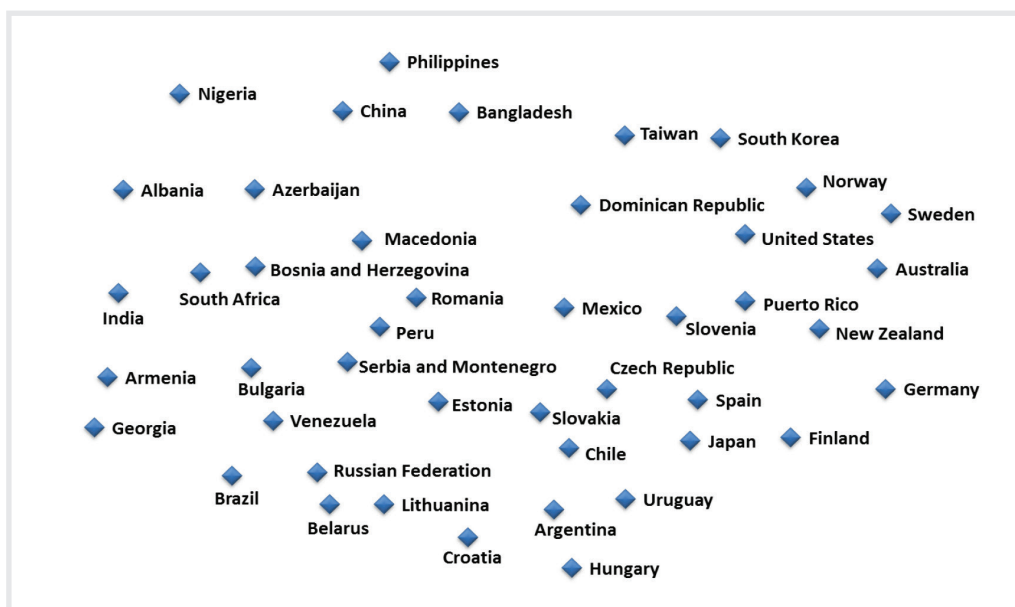 Philippines
Nigeria
China
Bangladesh
Taiwan
South Korea
Norway
Albania
Azerbaijan
Dominican Republic
Sweden
United States
Macedonia
Bosnia and Herzegovina
Australia
South Africa
Romania
Puerto Rico
India
Mexico
Slovenia
New Zealand
Peru
Serbia and Montenegro
Czech Republic
Armenia
Bulgaria
Germany
Estonia
Spain
Slovakia
Georgia
Venezuela
Japan
Finland
Chile
Russian Federation
Brazil
Uruguay
Lithuanina
Belarus
Argentina
Croatia
Hungary